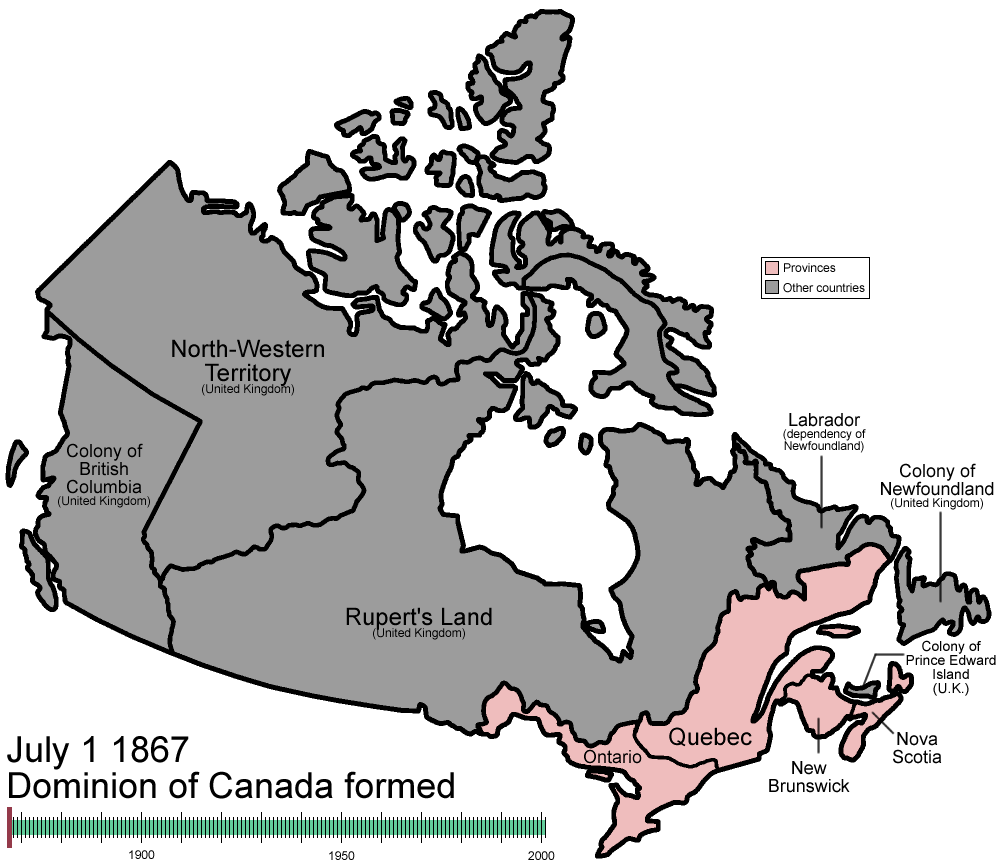 Provinces
Other countries
North-Western
Territory
(United Kingdom)
Labrador
(dependency of
Newfoundland)
Colony of
British
Columbia
(United Kingdom)
Colony of
Newfoundland
(United Kingdom)
Rupert's Land
(United Kingdom)
Colony of
Prince Edward
Island
(U.K.)
Quebec
Ontario
Nova
Scotia
New
Brunswick
July 1 1867
Dominion of Canada formed
1900
1950
2000